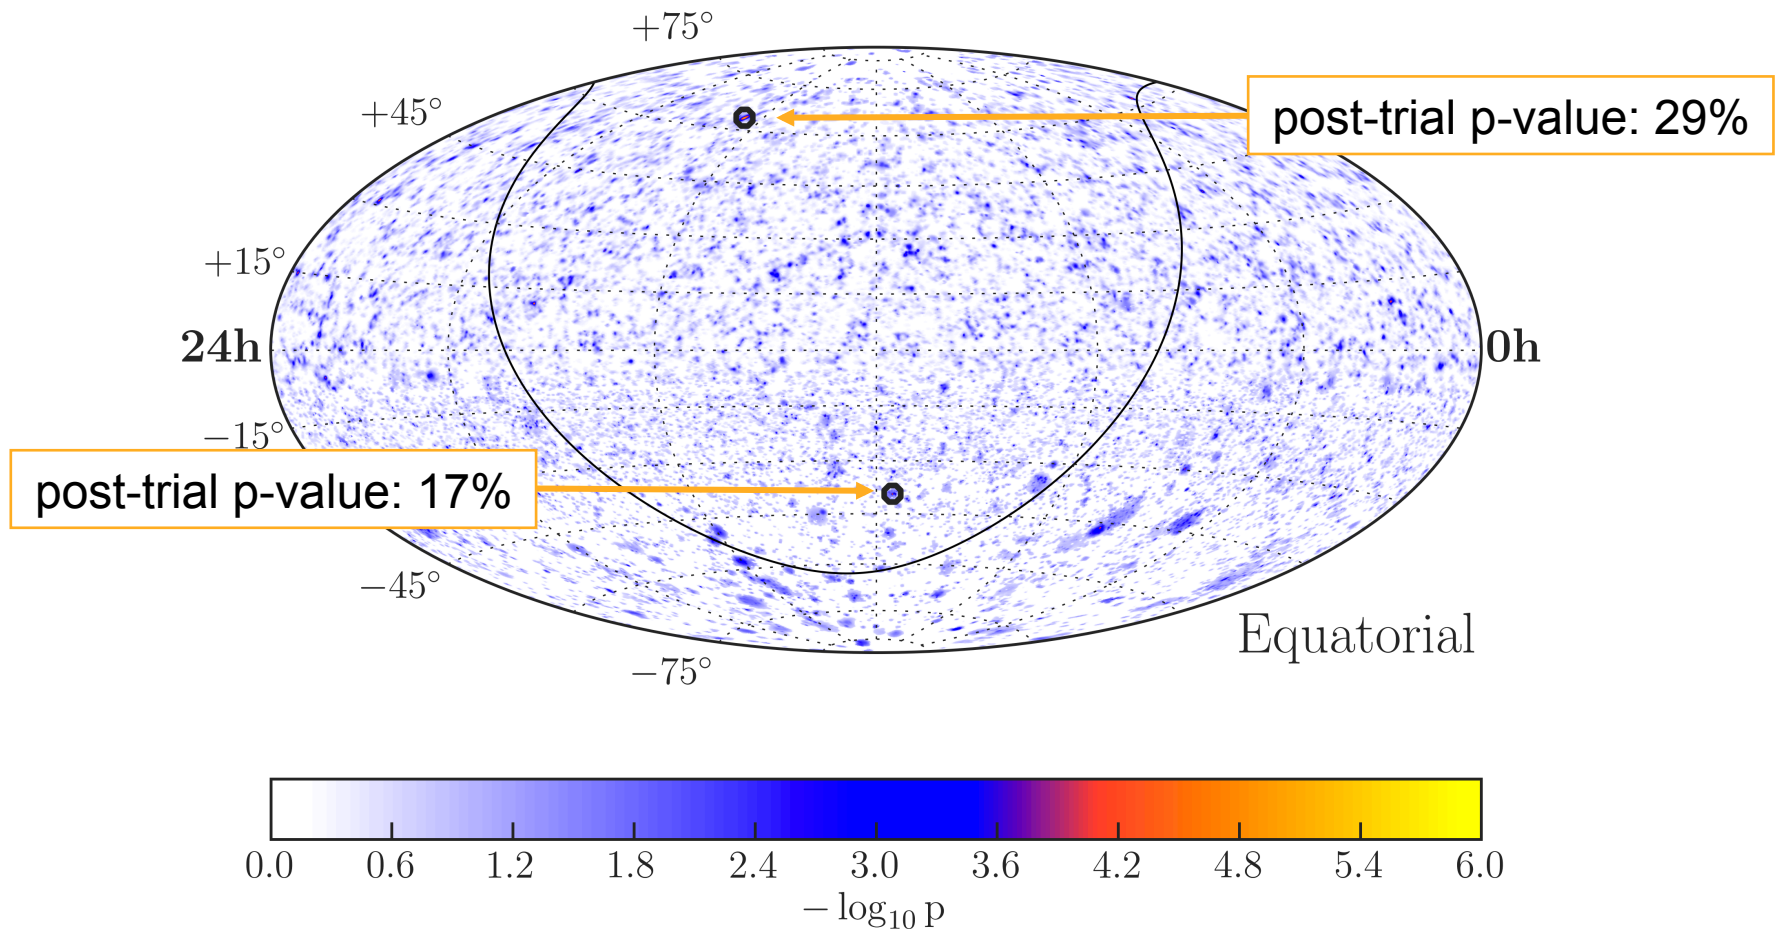 +75°
+45°
post-trial p-value: 29%
+15°
24h
0h
−15°
post-trial p-value: 17%
−45°
Equatorial
−75°
0.0 0.6 1.2 1.8 2.4 3.0 3.6 4.2 4.8 5.4 6.0
− log₁₀ p